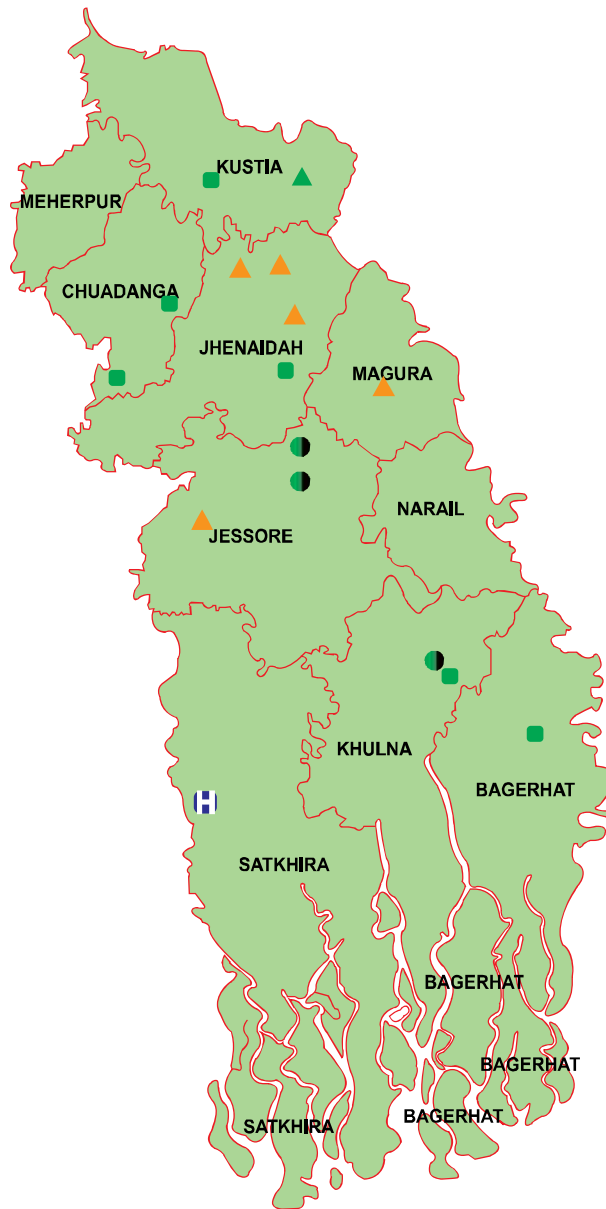 KUSTIA
MEHERPUR
CHUADANGA
JHENAIDAH
MAGURA
NARAIL
JESSORE
KHULNA
BAGERHAT
SATKHIRA
BAGERHAT
BAGERHAT
BAGERHAT
SATKHIRA
H